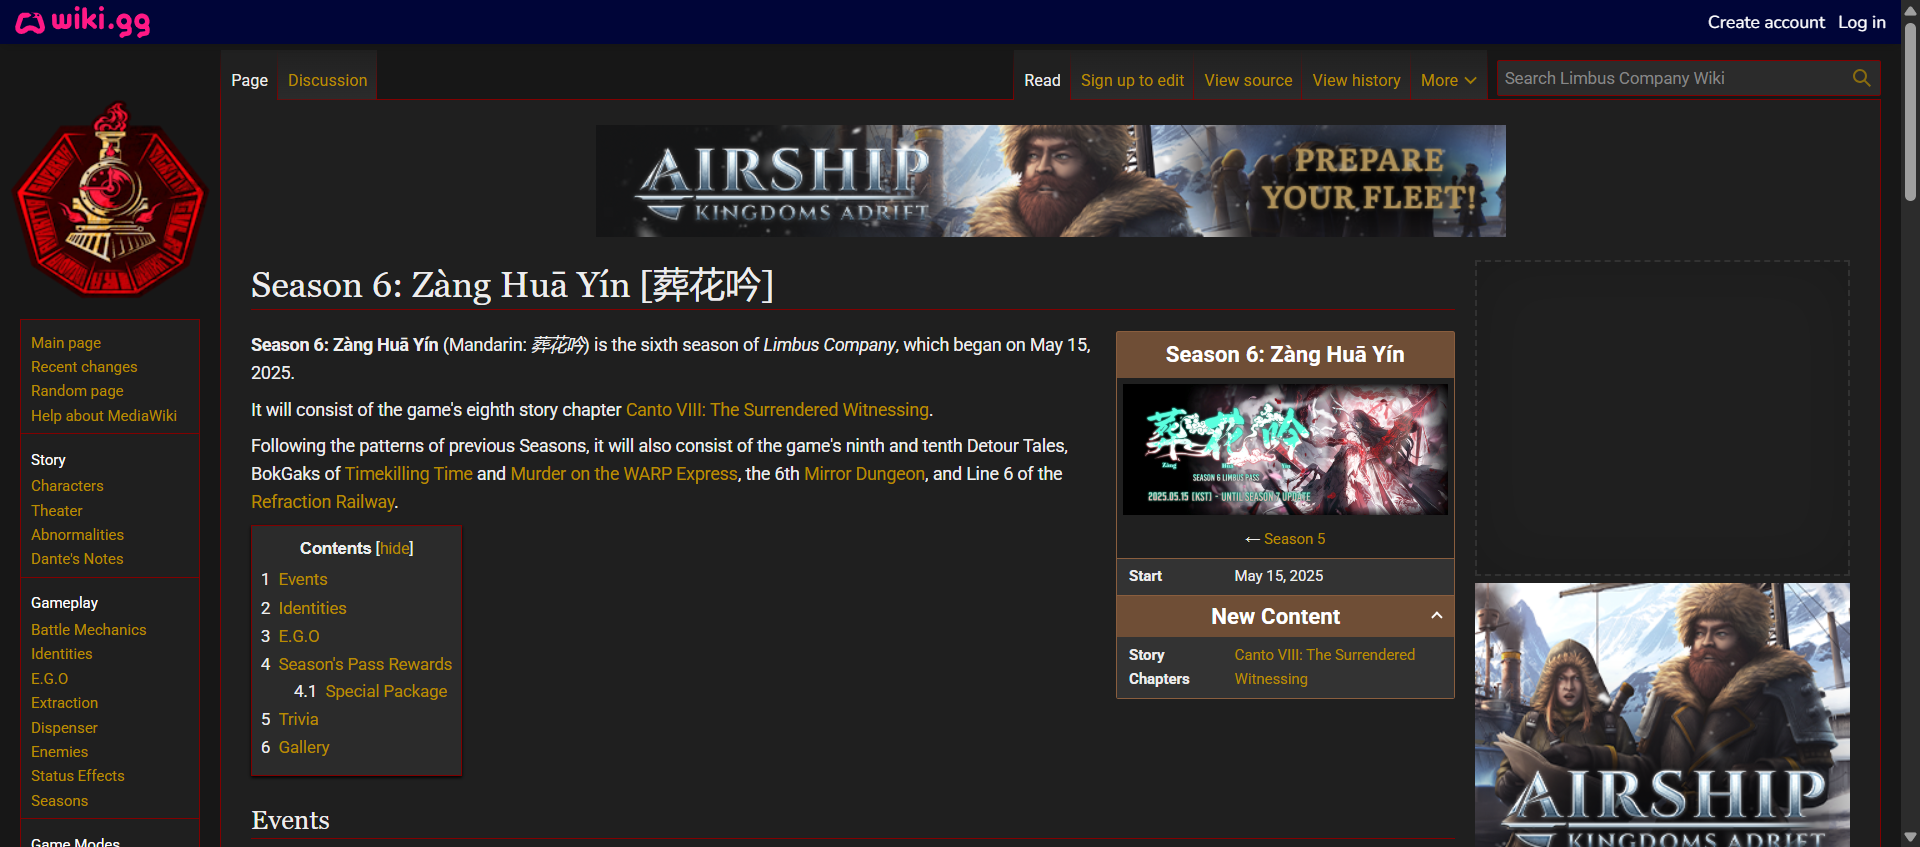 wiki.gg
Create account Log in
Page Discussion
Read Sign up to edit View source View history More
Search Limbus Company Wiki
AIRSHIP
KINGDOMS ADRIFT
PREPARE
YOUR FLEET!
Main page
Recent changes
Random page
Help about MediaWiki
Story
Characters
Theater
Abnormalities
Dante's Notes
Gameplay
Battle Mechanics
Identities
E.G.O
Extraction
Dispenser
Enemies
Status Effects
Seasons
Game Modes
Season 6: Zàng Huā Yín [葬花吟]
Season 6: Zàng Huā Yín (Mandarin: 葬花吟) is the sixth season of Limbus Company, which began on May 15,
2025.
It will consist of the game's eighth story chapter Canto VIII: The Surrendered Witnessing.
Following the patterns of previous Seasons, it will also consist of the game's ninth and tenth Detour Tales,
BokGaks of Timekilling Time and Murder on the WARP Express, the 6th Mirror Dungeon, and Line 6 of the
Refraction Railway.
Contents [hide]
1 Events
2 Identities
3 E.G.O
4 Season's Pass Rewards
4.1 Special Package
5 Trivia
6 Gallery
Events
Season 6: Zàng Huā Yín
葬花吟
Zàng Huā Yín
SEASON 6 LIMBUS PASS
2025.05.15 [KST] - UNTIL SEASON 7 UPDATE
← Season 5
Start May 15, 2025
New Content
Story Canto VIII: The Surrendered
Chapters Witnessing
AIRSHIP
KINGDOMS ADRIFT